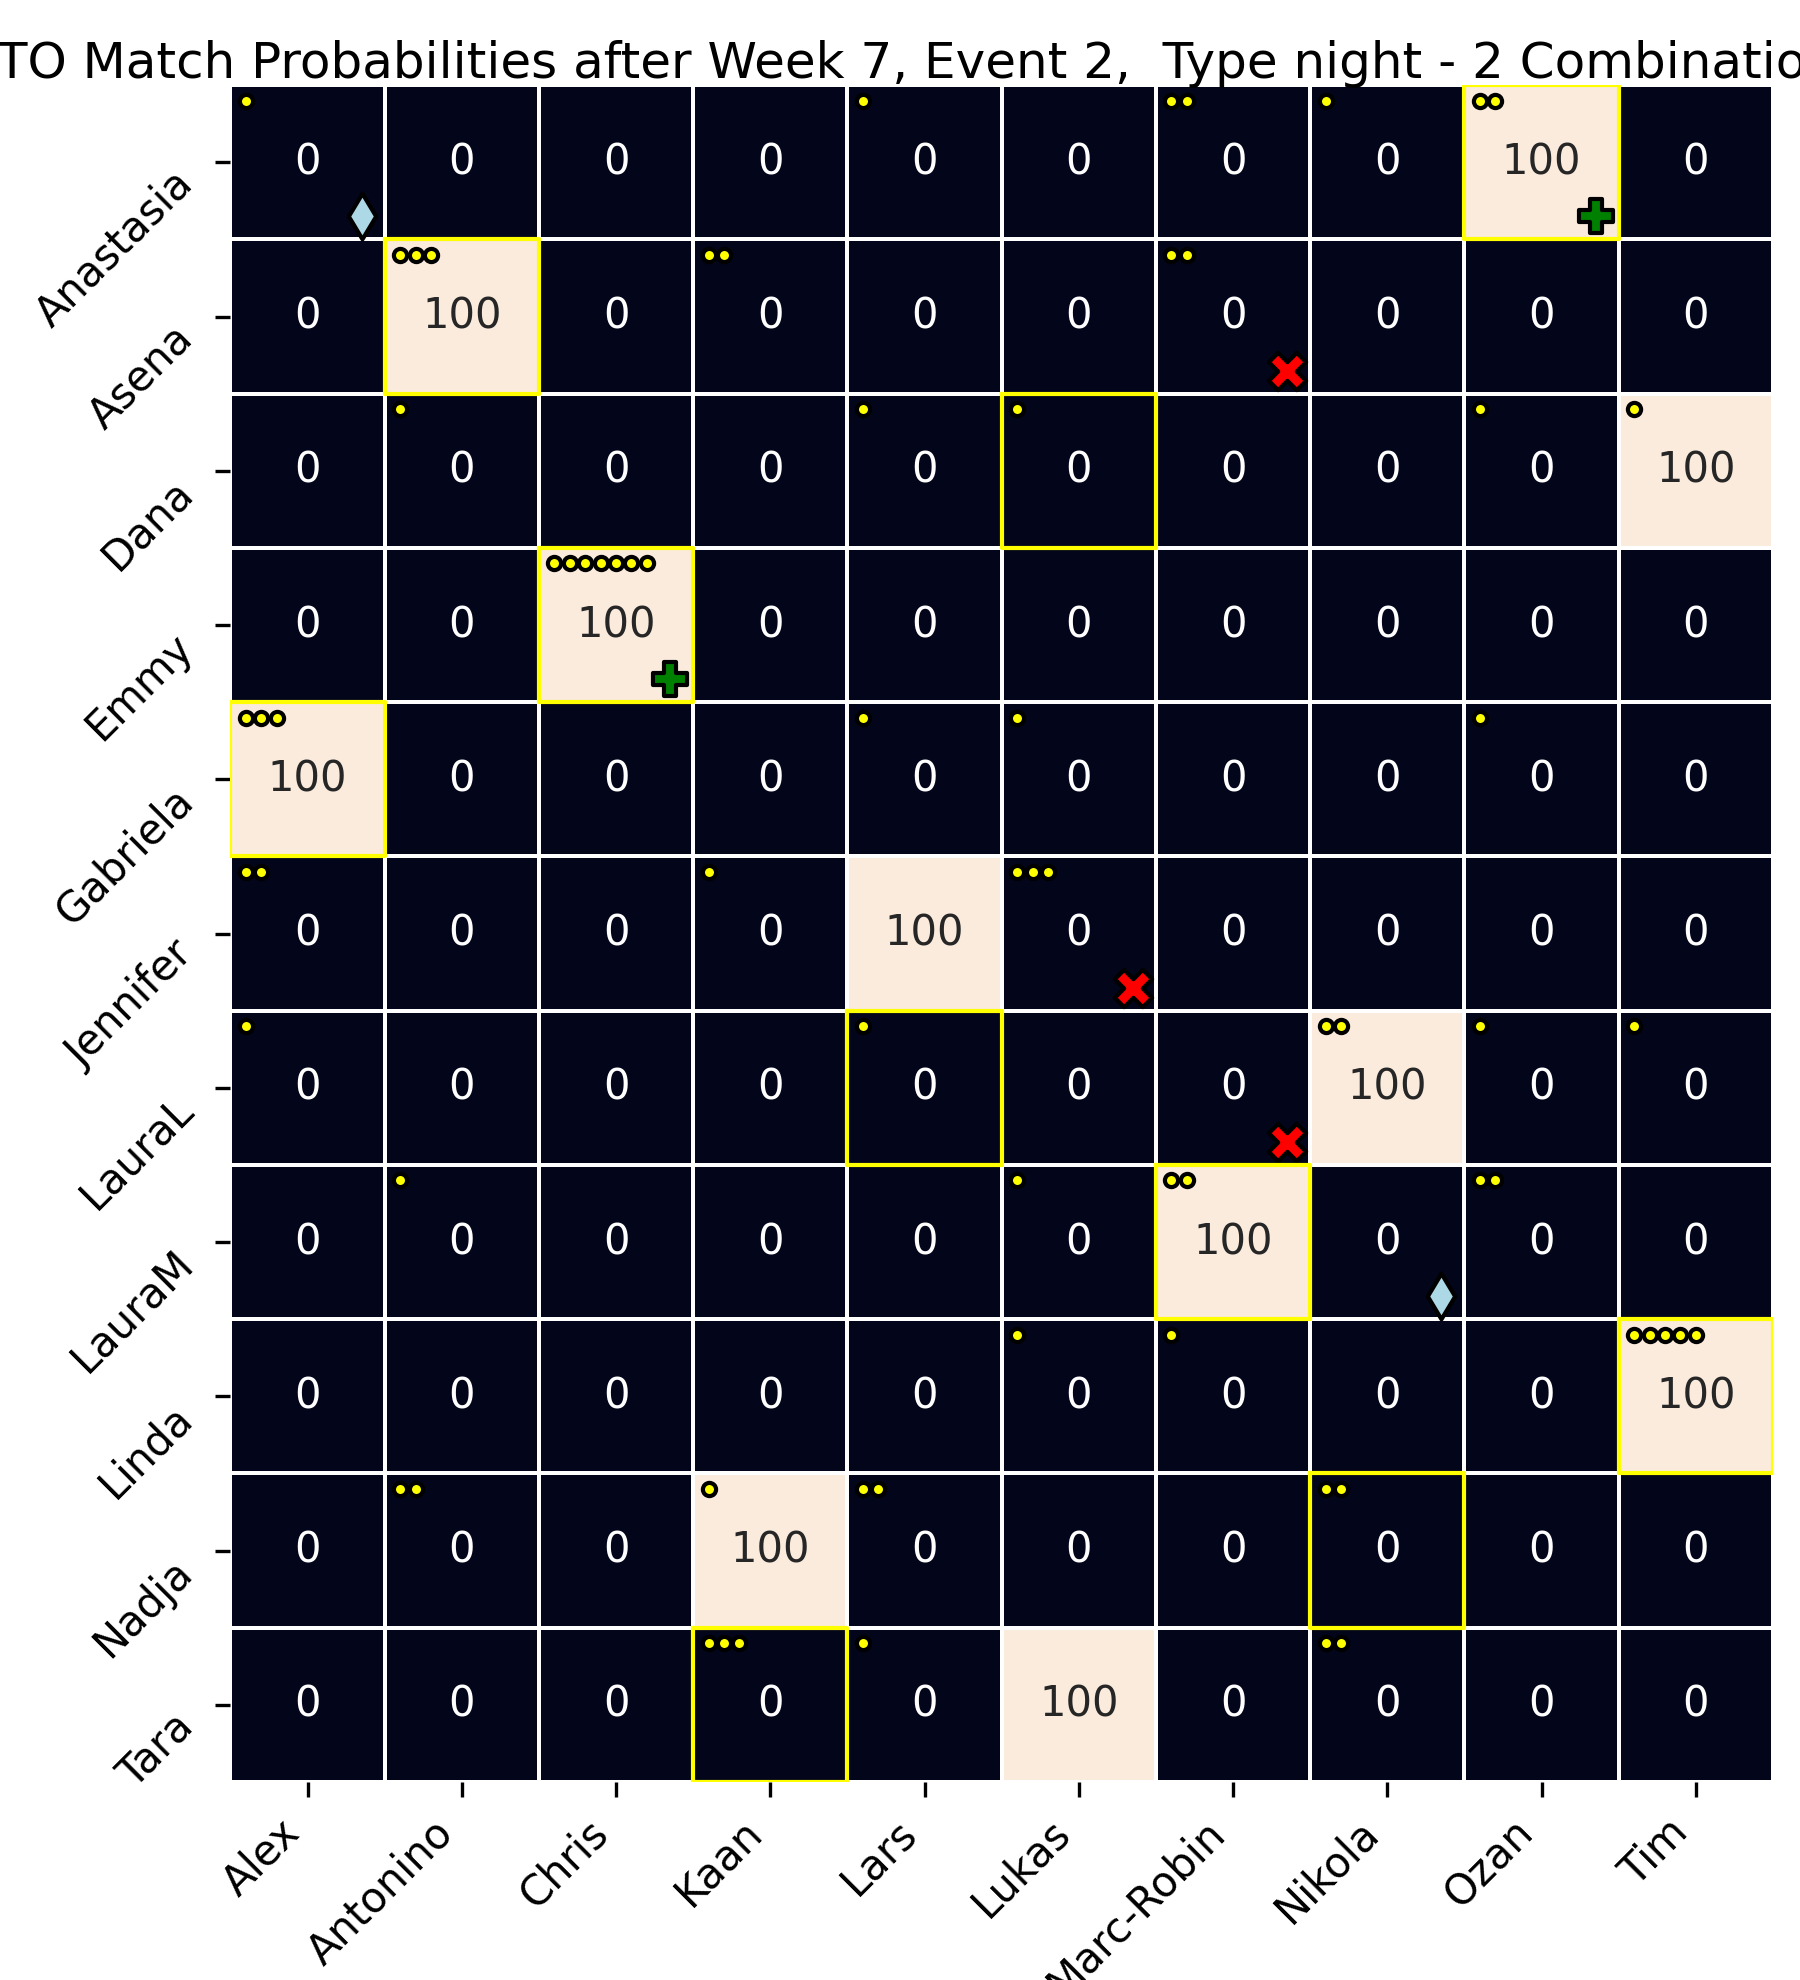 TO Match Probabilities after Week 7, Event 2, Type night - 2 Combinatio
Anastasia 0 0 0 0 0 0 0 0 100 0
Asena 0 100 0 0 0 0 0 0 0 0
Dana 0 0 0 0 0 0 0 0 0 100
Emmy 0 0 100 0 0 0 0 0 0 0
Gabriela 100 0 0 0 0 0 0 0 0 0
Jennifer 0 0 0 0 100 0 0 0 0 0
LauraL 0 0 0 0 0 0 0 100 0 0
LauraM 0 0 0 0 0 0 100 0 0 0
Linda 0 0 0 0 0 0 0 0 0 100
Nadja 0 0 0 100 0 0 0 0 0 0
Tara 0 0 0 0 0 100 0 0 0 0
Alex Antonino Chris Kaan Lars Lukas Marc-Robin Nikola Ozan Tim